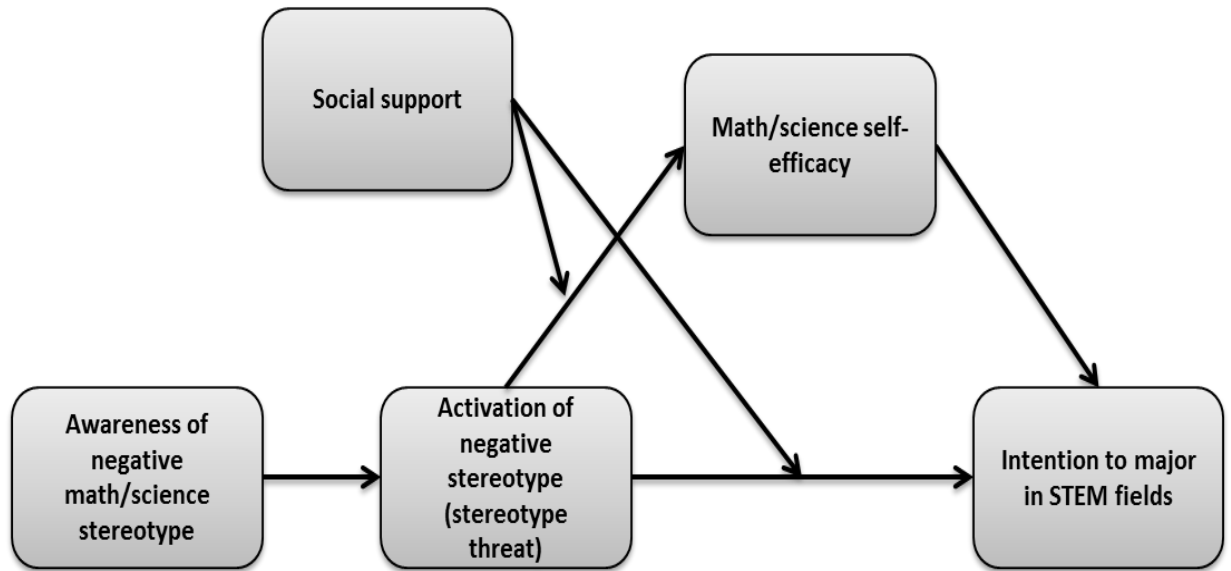 Social support
Math/science self-
efficacy
Awareness of
negative
math/science
stereotype
Activation of
negative
stereotype
(stereotype
threat)
Intention to major
in STEM fields